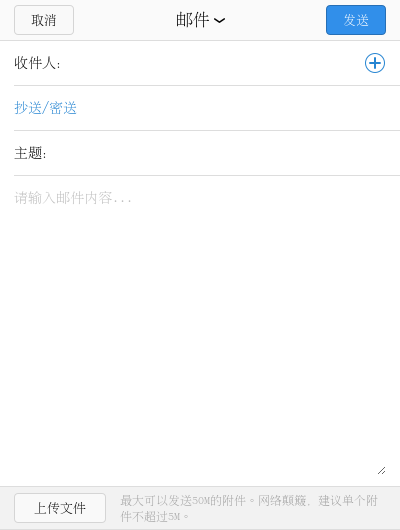 取消
邮件
发送
收件人:
抄送/密送
主题:
请输入邮件内容...
上传文件
最大可以发送50M的附件。网络颠簸，建议单个附
件不超过5M。